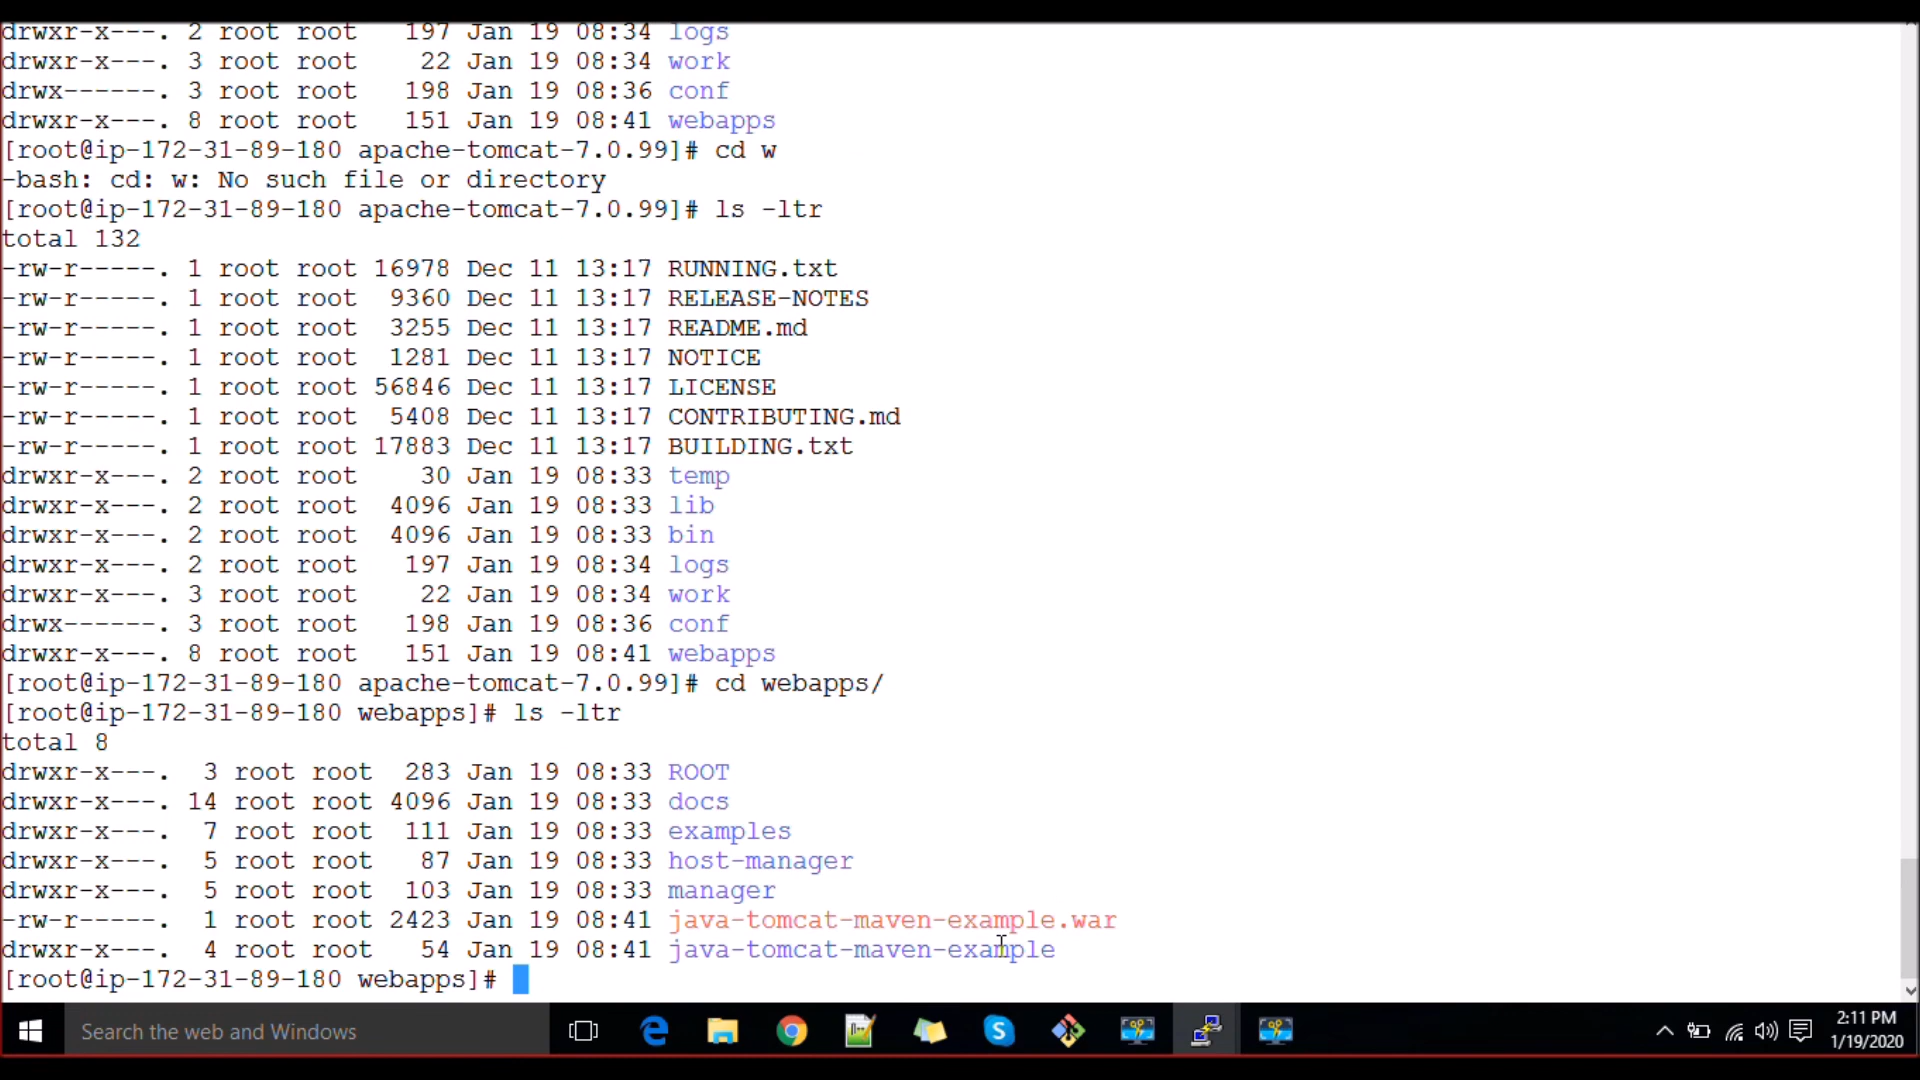 drwxr-x---. 2 root root   197 Jan 19 08:34 logs
drwxr-x---. 3 root root    22 Jan 19 08:34 work
drwx------. 3 root root   198 Jan 19 08:36 conf
drwxr-x---. 8 root root   151 Jan 19 08:41 webapps
[root@ip-172-31-89-180 apache-tomcat-7.0.99]# cd w
-bash: cd: w: No such file or directory
[root@ip-172-31-89-180 apache-tomcat-7.0.99]# ls -ltr
total 132
-rw-r-----. 1 root root 16978 Dec 11 13:17 RUNNING.txt
-rw-r-----. 1 root root  9360 Dec 11 13:17 RELEASE-NOTES
-rw-r-----. 1 root root  3255 Dec 11 13:17 README.md
-rw-r-----. 1 root root  1281 Dec 11 13:17 NOTICE
-rw-r-----. 1 root root 56846 Dec 11 13:17 LICENSE
-rw-r-----. 1 root root  5408 Dec 11 13:17 CONTRIBUTING.md
-rw-r-----. 1 root root 17883 Dec 11 13:17 BUILDING.txt
drwxr-x---. 2 root root    30 Jan 19 08:33 temp
drwxr-x---. 2 root root  4096 Jan 19 08:33 lib
drwxr-x---. 2 root root  4096 Jan 19 08:33 bin
drwxr-x---. 2 root root   197 Jan 19 08:34 logs
drwxr-x---. 3 root root    22 Jan 19 08:34 work
drwx------. 3 root root   198 Jan 19 08:36 conf
drwxr-x---. 8 root root   151 Jan 19 08:41 webapps
[root@ip-172-31-89-180 apache-tomcat-7.0.99]# cd webapps/
[root@ip-172-31-89-180 webapps]# ls -ltr
total 8
drwxr-x---.  3 root root  283 Jan 19 08:33 ROOT
drwxr-x---. 14 root root 4096 Jan 19 08:33 docs
drwxr-x---.  7 root root  111 Jan 19 08:33 examples
drwxr-x---.  5 root root   87 Jan 19 08:33 host-manager
drwxr-x---.  5 root root  103 Jan 19 08:33 manager
-rw-r-----.  1 root root 2423 Jan 19 08:41 java-tomcat-maven-example.war
drwxr-x---.  4 root root   54 Jan 19 08:41 java-tomcat-maven-example
[root@ip-172-31-89-180 webapps]#
Search the web and Windows
2:11 PM
1/19/2020